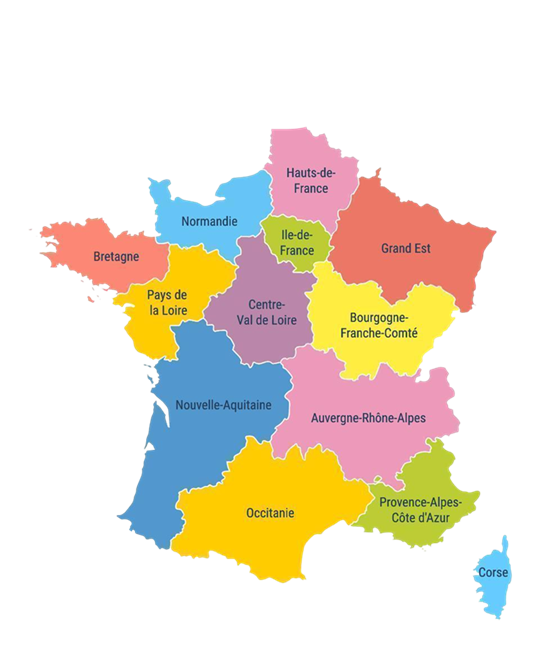 Hauts-de-
France
Normandie
Ile-de-
France
Grand Est
Bretagne
Pays de
la Loire
Centre-
Val de Loire
Bourgogne-
Franche-Comté
Nouvelle-Aquitaine
Auvergne-Rhône-Alpes
Occitanie
Provence-Alpes-
Côte d'Azur
Corse